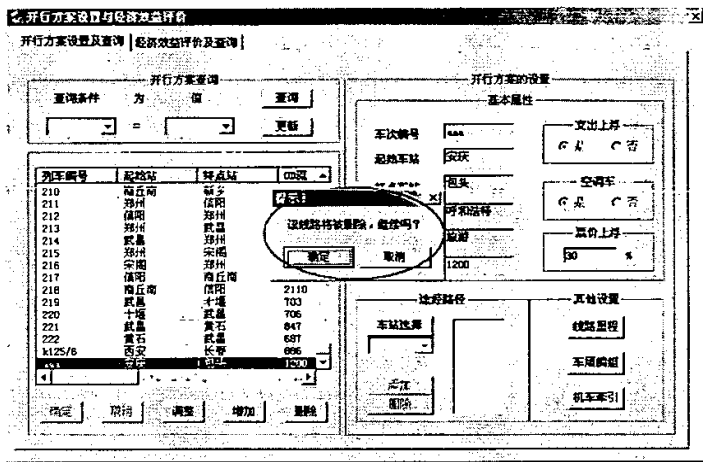 开行方案设置与经济效益评价
开行方案设置及查询 经济效益评价及查询
开行方案查询
查询条件 为 值 查询
= 更新
列车编号 起始站 终点站
210 商丘南 新乡
211 郑州 信阳
212 信阳 郑州
213 郑州 武昌
214 武昌 郑州
215 郑州
216 郑州
217 信阳 商丘南
218 商丘南 信阳 2110
219 武昌 十堰 703
220 十堰 武昌 706
221 武昌 黄石 847
222 黄石 武昌 697
k125/6 西安 长春 886
aaa 安庆 包头 1200
确定 取消 调整 增加 删除
提示!
该线路将被删除,继续吗?
确定 取消
开行方案的设置
基本属性
车次编号 aaa
起始车站 安庆
包头
呼和浩特
旅游
1200
支出上浮
是 否
空调车
是 否
票价上浮
30 %
途经路径
车站选择
添加
删除
其他设置
线路里程
车厢编组
机车牵引